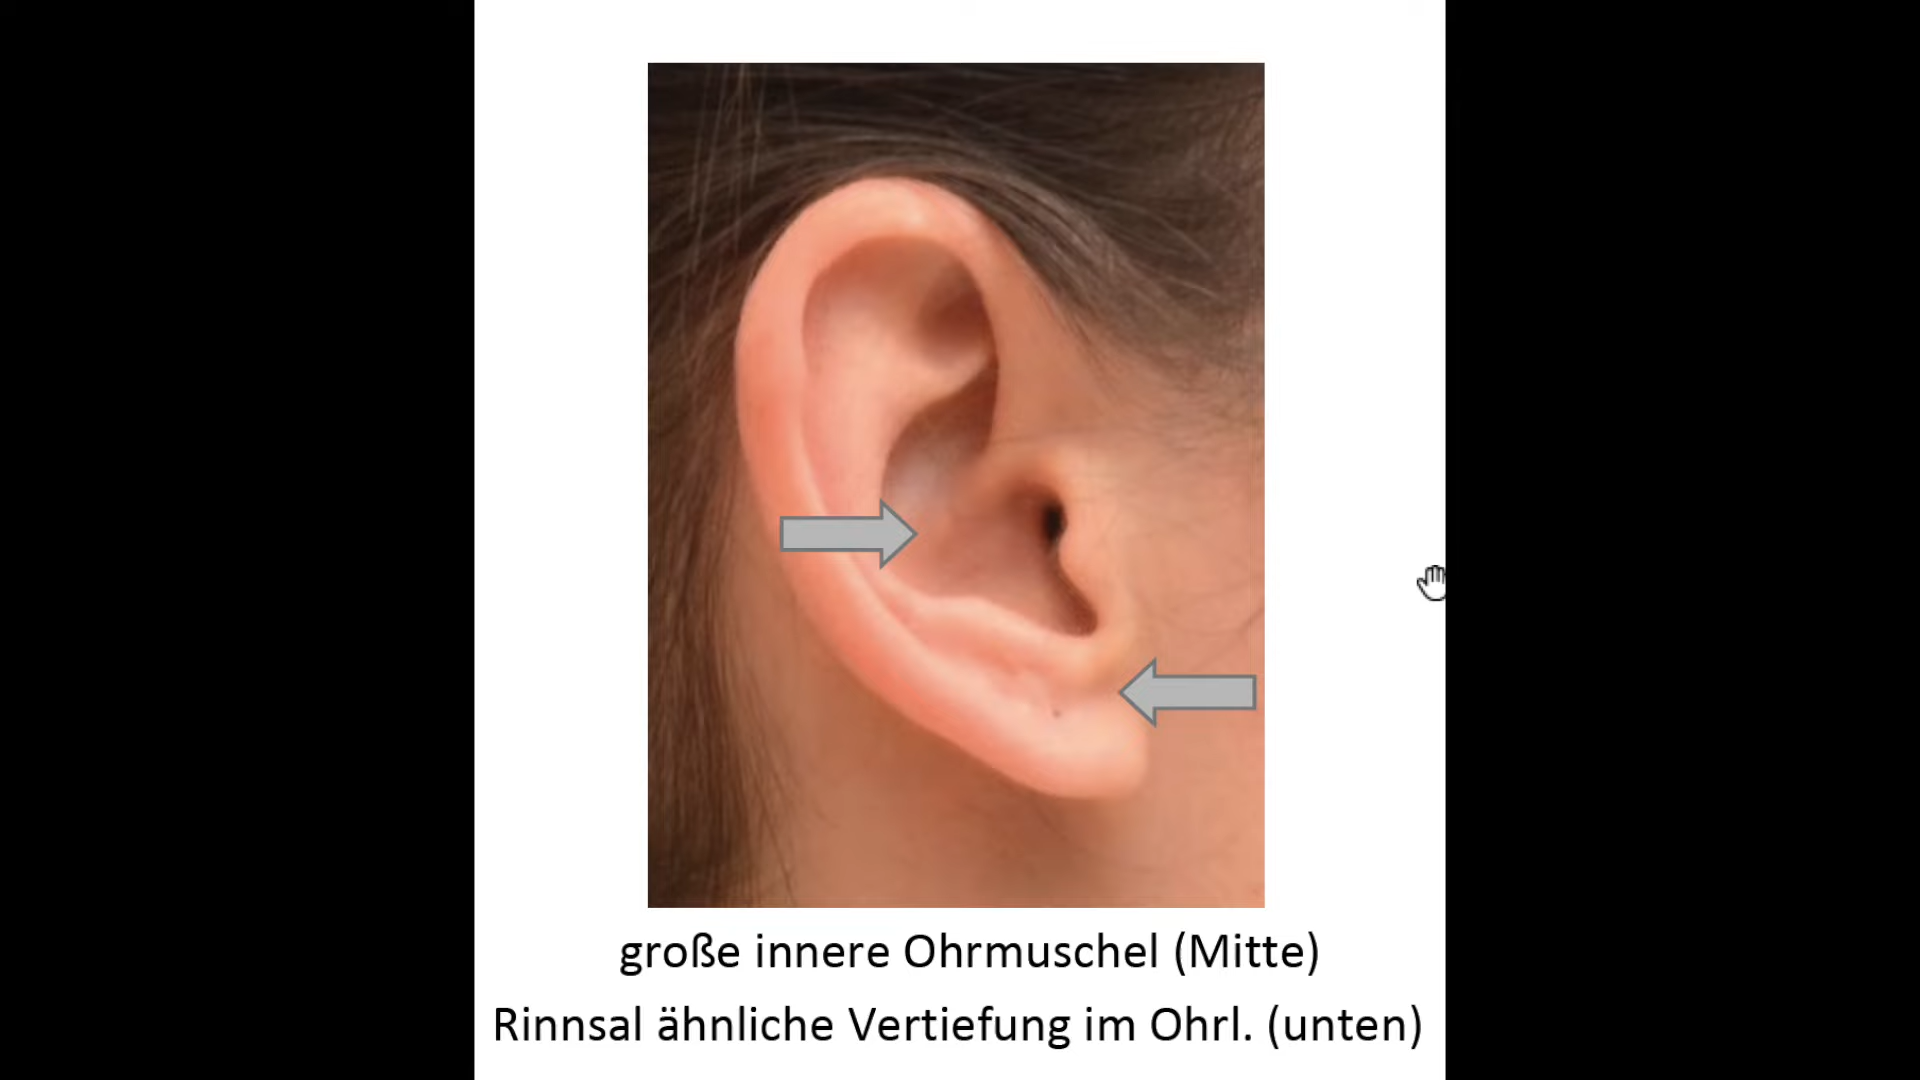 große innere Ohrmuschel (Mitte)
Rinnsal ähnliche Vertiefung im Ohrl. (unten)